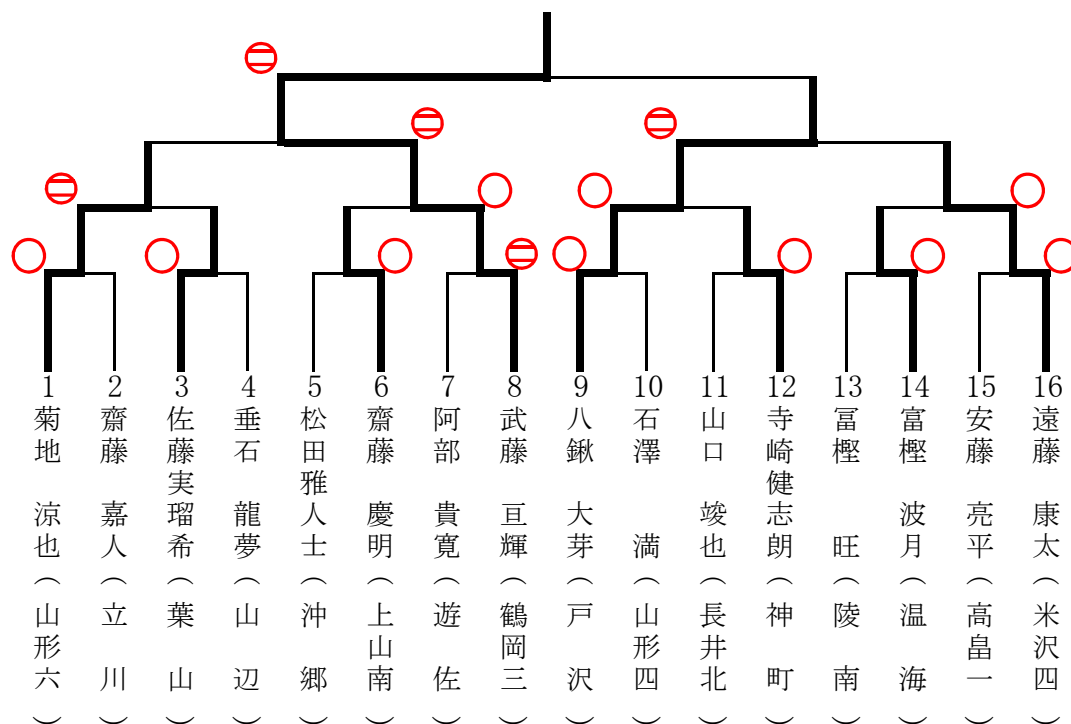 1 菊地 涼也（山形六）
2 齋藤 嘉人（立川）
3 佐藤実瑠希（葉山）
4 垂石 龍夢（山辺）
5 松田雅人士（沖郷）
6 齋藤 慶明（上山南）
7 阿部 貴寛（遊佐）
8 武藤 亘輝（鶴岡三）
9 八鍬 大芽（戸沢）
10 石澤 満（山形四）
11 山口 竣也（長井北）
12 寺崎健志朗（神町）
13 冨樫 旺（陵南）
14 富樫 波月（温海）
15 安藤 亮平（高畠一）
16 遠藤 康太（米沢四）